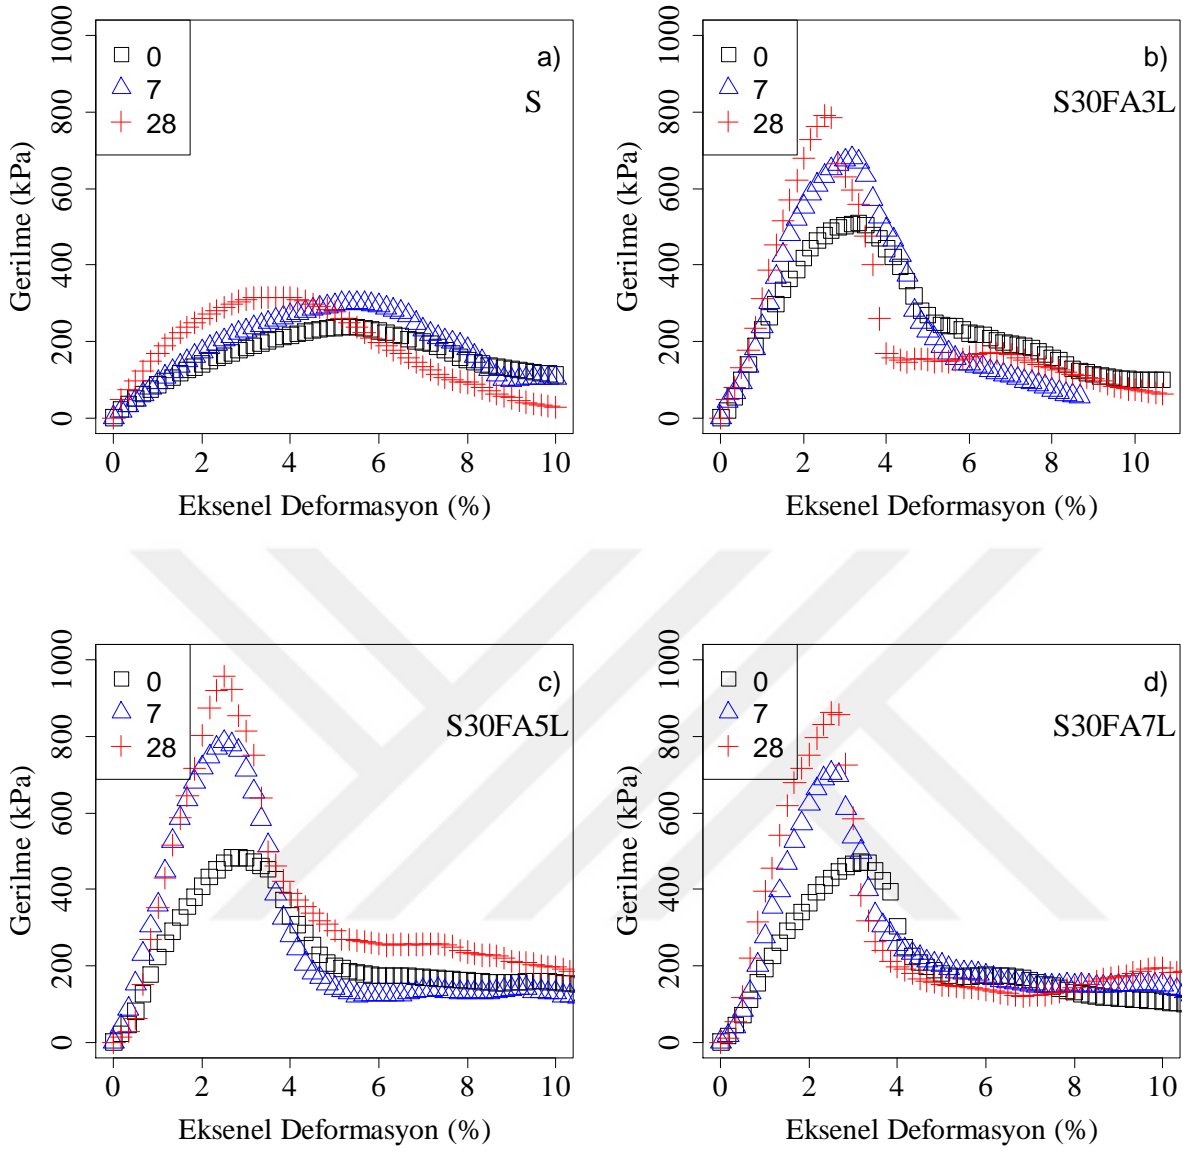 a)
S
0
7
28
0 200 400 600 800 1000
Gerilme (kPa)
0 2 4 6 8 10
Eksenel Deformasyon (%)
b)
S30FA3L
0
7
28
0 200 400 600 800 1000
Gerilme (kPa)
0 2 4 6 8 10
Eksenel Deformasyon (%)
c)
S30FA5L
0
7
28
0 200 400 600 800 1000
Gerilme (kPa)
0 2 4 6 8 10
Eksenel Deformasyon (%)
d)
S30FA7L
0
7
28
0 200 400 600 800 1000
Gerilme (kPa)
0 2 4 6 8 10
Eksenel Deformasyon (%)